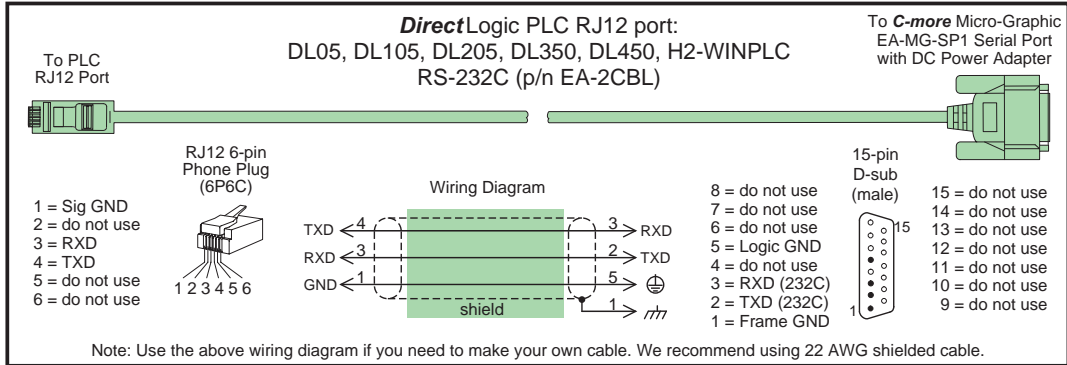 DirectLogic PLC RJ12 port:
DL05, DL105, DL205, DL350, DL450, H2-WINPLC
RS-232C (p/n EA-2CBL)
To PLC
RJ12 Port
To C-more Micro-Graphic
EA-MG-SP1 Serial Port
with DC Power Adapter
1 = Sig GND
2 = do not use
3 = RXD
4 = TXD
5 = do not use
6 = do not use
RJ12 6-pin
Phone Plug
(6P6C)
1 2 3 4 5 6
Wiring Diagram
TXD 4 3 RXD
RXD 3 2 TXD
GND 1 5
shield 1
8 = do not use
7 = do not use
6 = do not use
5 = Logic GND
4 = do not use
3 = RXD (232C)
2 = TXD (232C)
1 = Frame GND
15-pin
D-sub
(male)
15
1
15 = do not use
14 = do not use
13 = do not use
12 = do not use
11 = do not use
10 = do not use
9 = do not use
Note: Use the above wiring diagram if you need to make your own cable. We recommend using 22 AWG shielded cable.